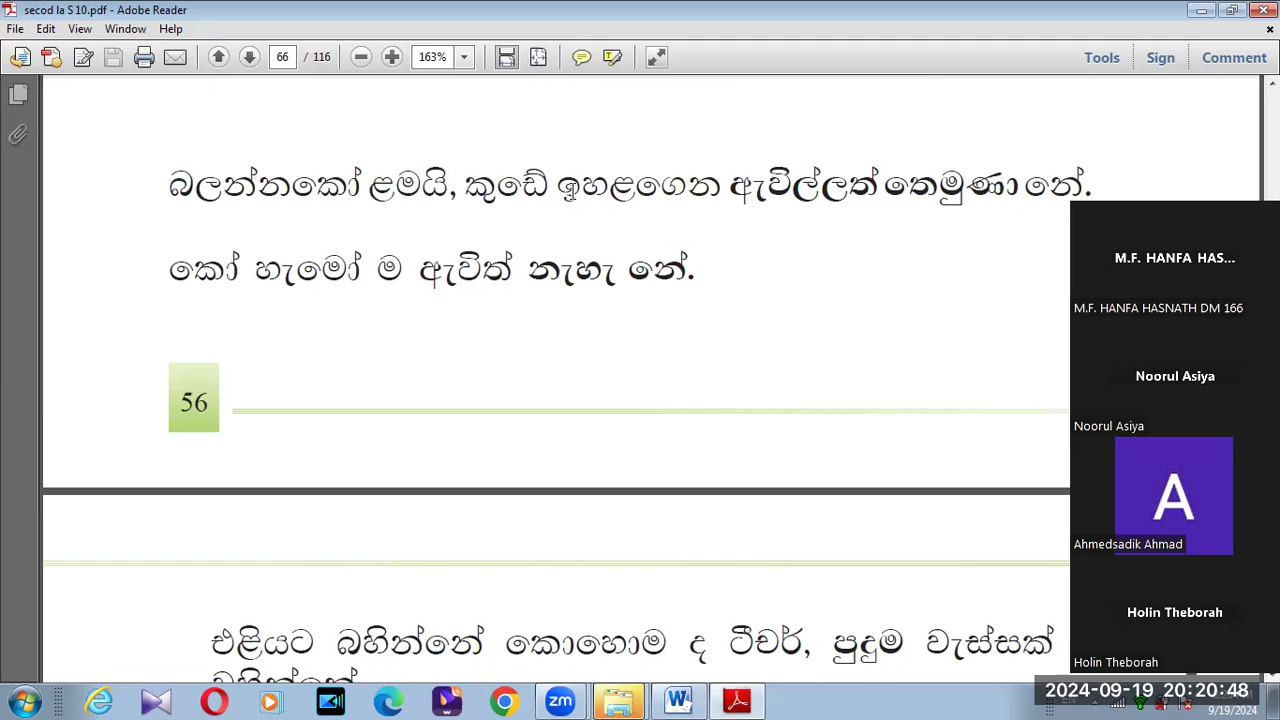 secod la S 10.pdf - Adobe Reader
File Edit View Window Help
66 / 116 163% Tools Sign Comment
බලන්නකෝ ළමයි, කුඩේ ඉහළගෙන ඇවිල්ලත් තෙමුණා නේ.
කෝ හැමෝ ම ඇවිත් නැහැ නේ.
56
එළියට බහින්නේ කොහොම ද ටීචර්, පුදුම වැස්සක්
M.F. HANFA HAS...
M.F. HANFA HASNATH DM 166
Noorul Asiya
Noorul Asiya
A
Ahmedsadik Ahmad
Holin Theborah
Holin Theborah
2024-09-19 20:20:48
9/19/2024
zm
W